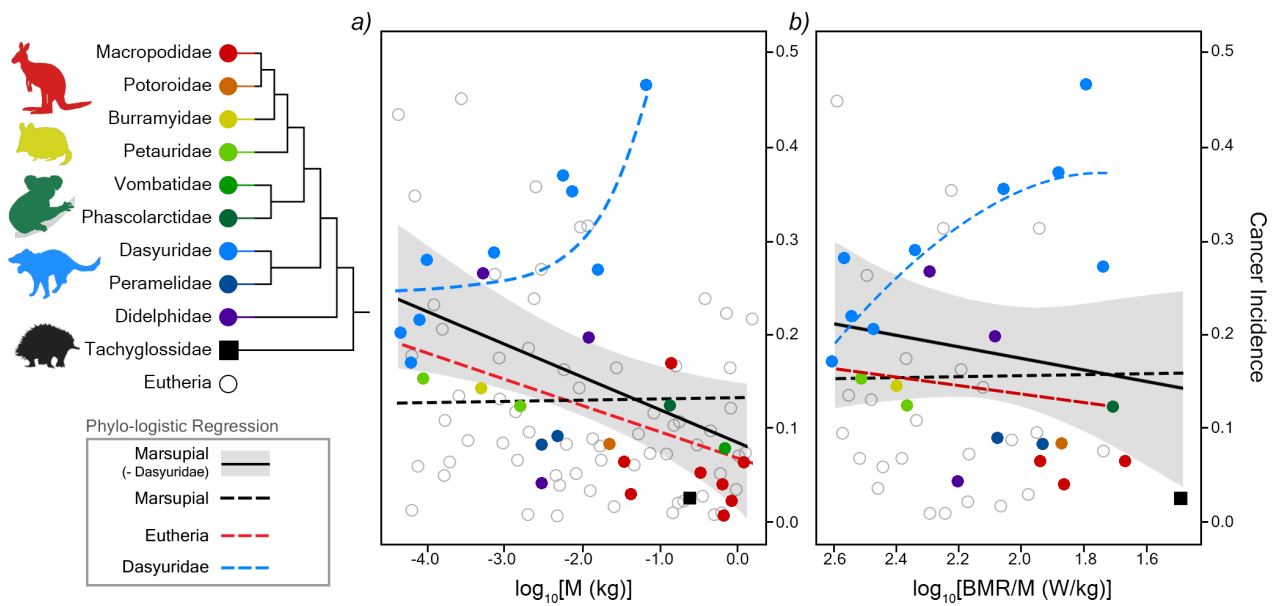 a)
b)
Macropodidae
Potoroidae
Burramyidae
Petauridae
Vombatidae
Phascolarctidae
Dasyuridae
Peramelidae
Didelphidae
Tachyglossidae
Eutheria
Phylo-logistic Regression
Marsupial
(- Dasyuridae)
Marsupial
Eutheria
Dasyuridae
-4.0 -3.0 -2.0 -1.0 0.0
log10[M (kg)]
0.5
0.4
0.3
0.2
0.1
0.0
2.6 2.4 2.2 2.0 1.8 1.6
log10[BMR/M (W/kg)]
0.5
0.4
0.3
0.2
0.1
0.0
Cancer Incidence